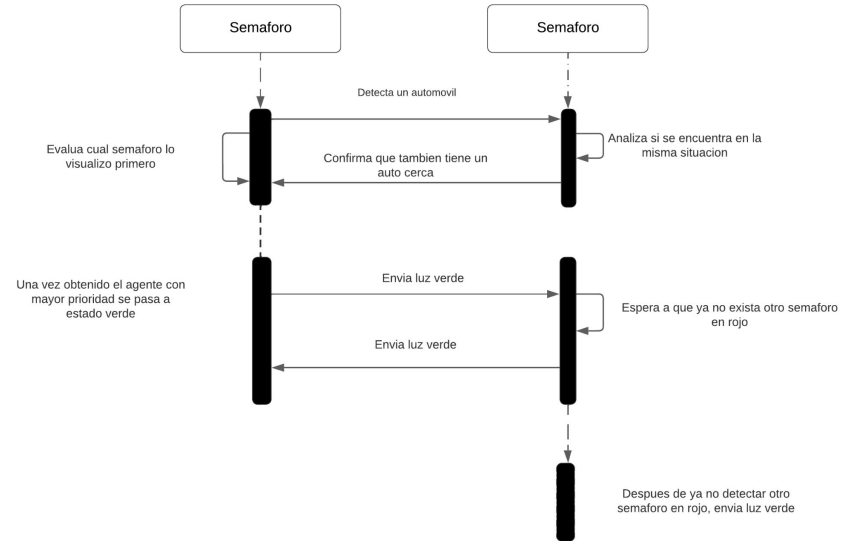 Semaforo
Semaforo
Detecta un automovil
Evalua cual semaforo lo
visualizo primero
Analiza si se encuentra en la
misma situacion
Confirma que tambien tiene un
auto cerca
Una vez obtenido el agente con
mayor prioridad se pasa a
estado verde
Envia luz verde
Espera a que ya no exista otro semaforo
en rojo
Envia luz verde
Despues de ya no detectar otro
semaforo en rojo, envia luz verde